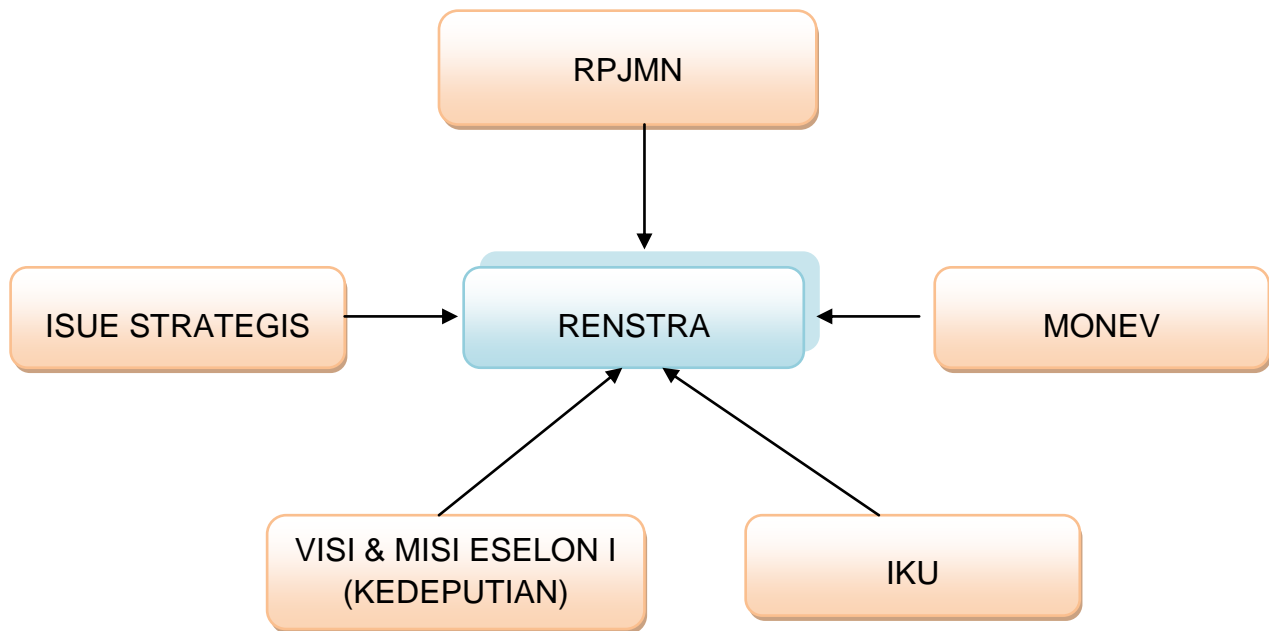 RPJMN
ISUE STRATEGIS
RENSTRA
MONEV
VISI & MISI ESELON I
(KEDEPUTIAN)
IKU